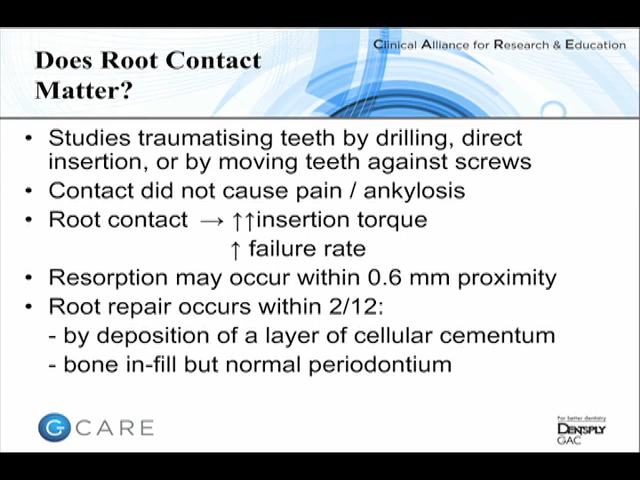 Clinical Alliance for Research & Education
Does Root Contact
Matter?
• Studies traumatising teeth by drilling, direct
insertion, or by moving teeth against screws
• Contact did not cause pain / ankylosis
• Root contact → ↑↑insertion torque
↑ failure rate
• Resorption may occur within 0.6 mm proximity
• Root repair occurs within 2/12:
- by deposition of a layer of cellular cementum
- bone in-fill but normal periodontium
G CARE
For better dentistry
DENTSPLY
GAC